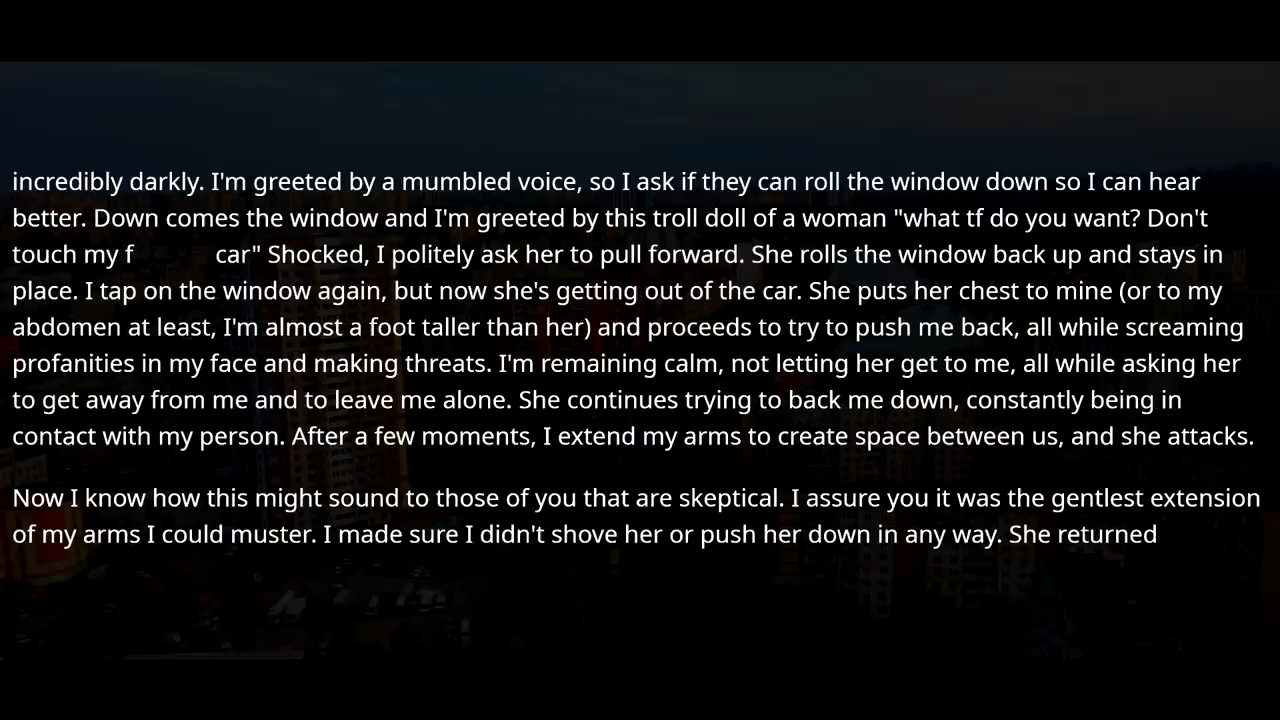 incredibly darkly. I'm greeted by a mumbled voice, so I ask if they can roll the window down so I can hear
better. Down comes the window and I'm greeted by this troll doll of a woman "what tf do you want? Don't
touch my f car" Shocked, I politely ask her to pull forward. She rolls the window back up and stays in
place. I tap on the window again, but now she's getting out of the car. She puts her chest to mine (or to my
abdomen at least, I'm almost a foot taller than her) and proceeds to try to push me back, all while screaming
profanities in my face and making threats. I'm remaining calm, not letting her get to me, all while asking her
to get away from me and to leave me alone. She continues trying to back me down, constantly being in
contact with my person. After a few moments, I extend my arms to create space between us, and she attacks.
Now I know how this might sound to those of you that are skeptical. I assure you it was the gentlest extension
of my arms I could muster. I made sure I didn't shove her or push her down in any way. She returned